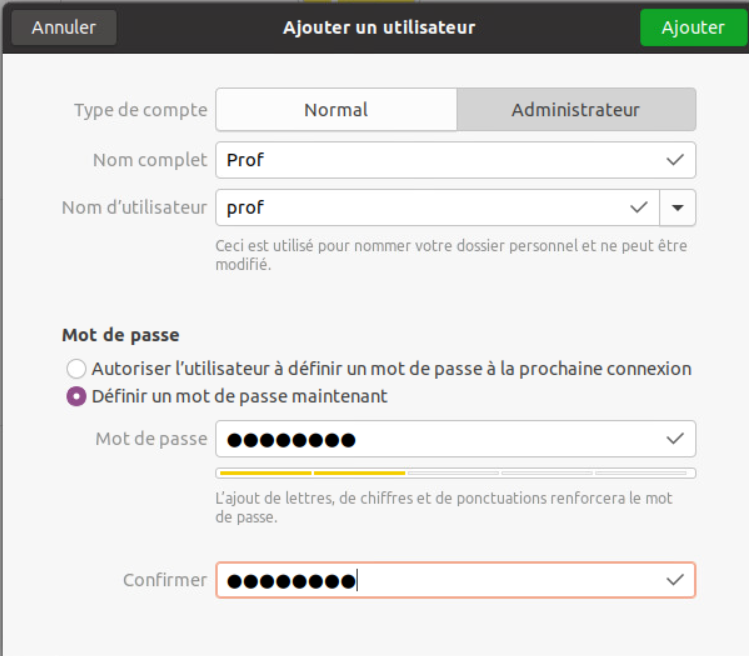 Annuler Ajouter un utilisateur Ajouter
Type de compte Normal Administrateur
Nom complet Prof
Nom d'utilisateur prof
Ceci est utilisé pour nommer votre dossier personnel et ne peut être
modifié.
Mot de passe
Autoriser l'utilisateur à définir un mot de passe à la prochaine connexion
Définir un mot de passe maintenant
Mot de passe ●●●●●●●●
L'ajout de lettres, de chiffres et de ponctuations renforcera le mot
de passe.
Confirmer ●●●●●●●●